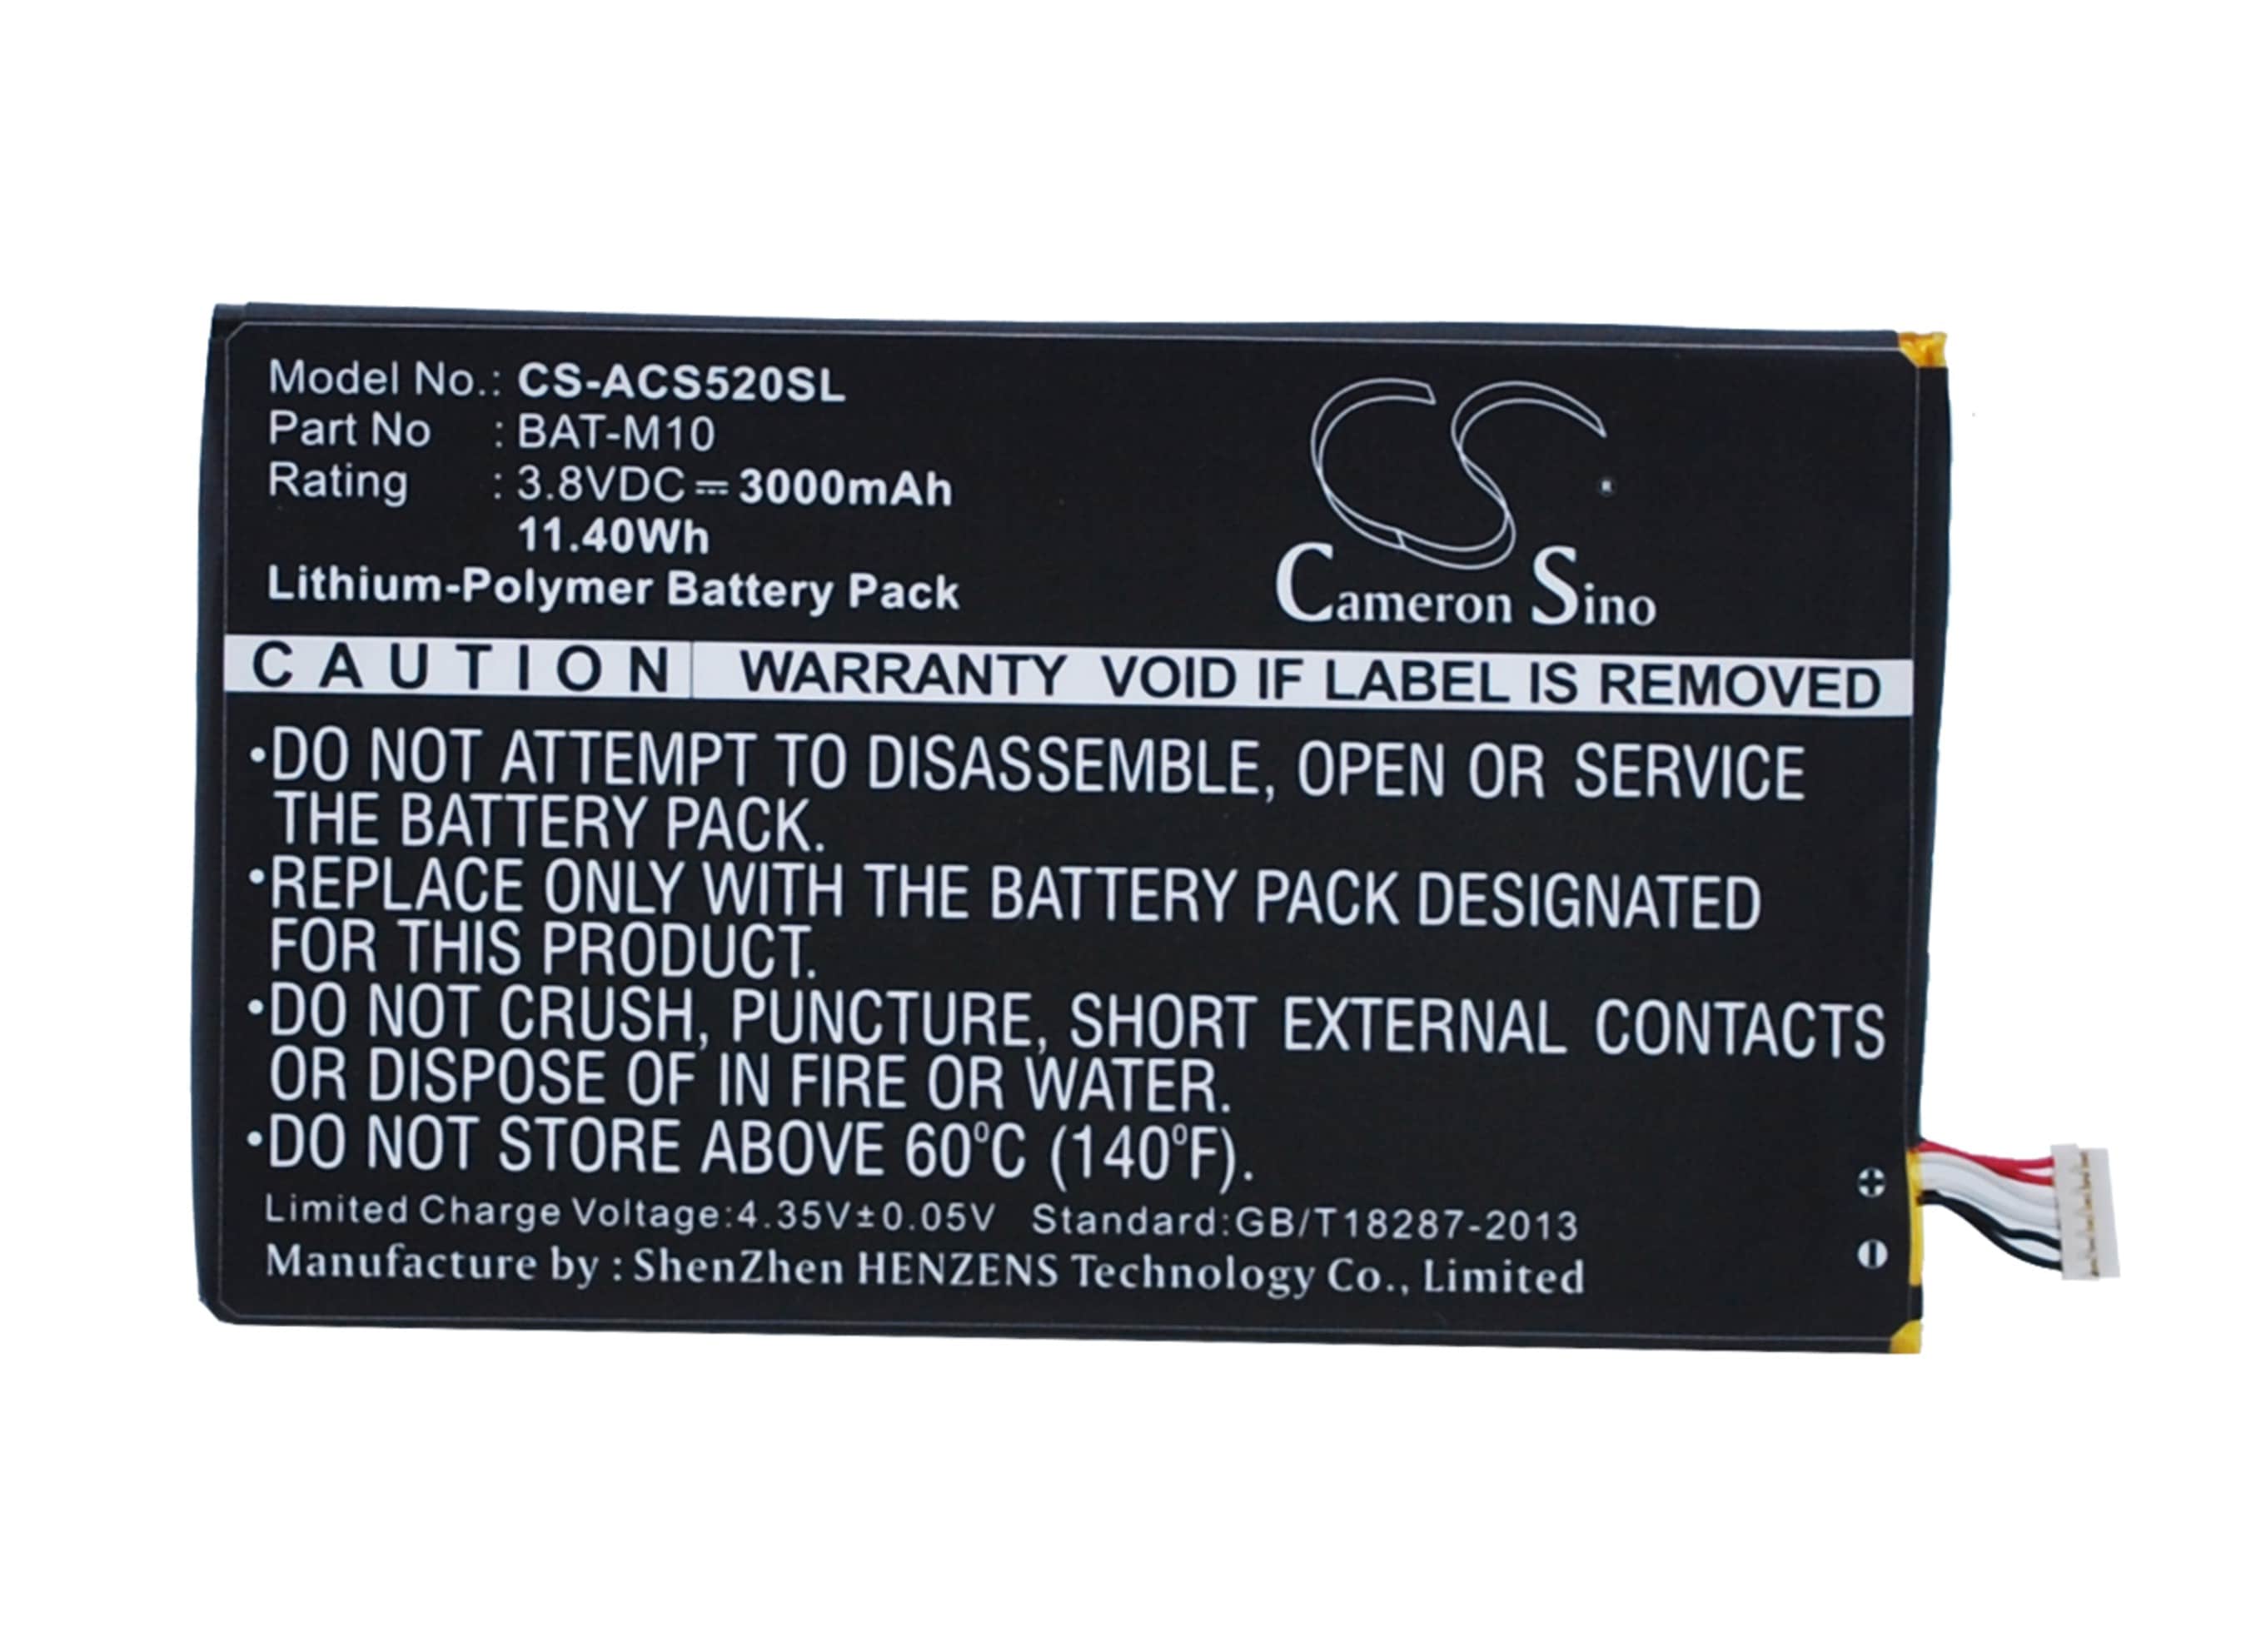 Model No.: CS-ACS520SL
Part No : BAT-M10
Rating : 3.8VDC ⎓ 3000mAh
11.40Wh
Lithium-Polymer Battery Pack
CS
®
Cameron Sino
CAUTION WARRANTY VOID IF LABEL IS REMOVED
•DO NOT ATTEMPT TO DISASSEMBLE, OPEN OR SERVICE
THE BATTERY PACK.
•REPLACE ONLY WITH THE BATTERY PACK DESIGNATED
FOR THIS PRODUCT.
•DO NOT CRUSH, PUNCTURE, SHORT EXTERNAL CONTACTS
OR DISPOSE OF IN FIRE OR WATER.
•DO NOT STORE ABOVE 60°C (140°F).
Limited Charge Voltage:4.35V±0.05V Standard:GB/T18287-2013
Manufacture by : ShenZhen HENZENS Technology Co., Limited
+
-